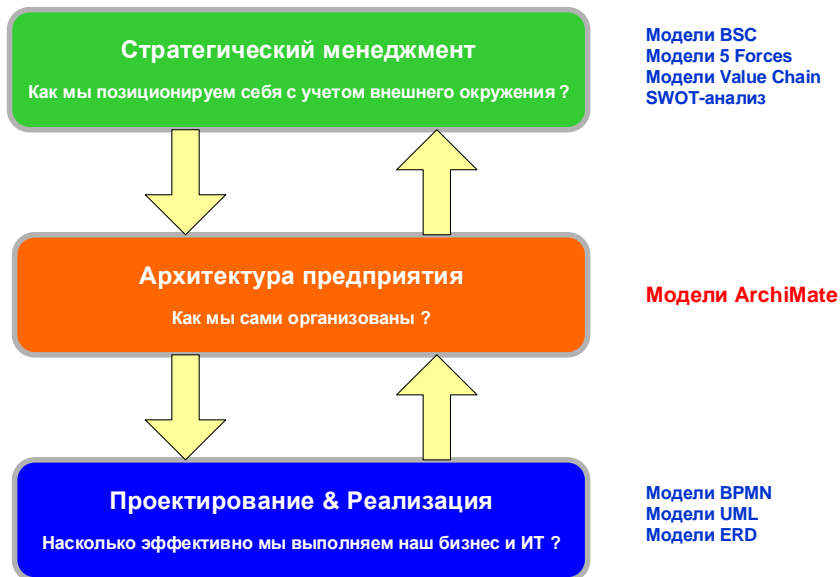 Стратегический менеджмент
Как мы позиционируем себя с учетом внешнего окружения ?
Модели BSC
Модели 5 Forces
Модели Value Chain
SWOT-анализ
Архитектура предприятия
Как мы сами организованы ?
Модели ArchiMate
Проектирование & Реализация
Насколько эффективно мы выполняем наш бизнес и ИТ ?
Модели BPMN
Модели UML
Модели ERD